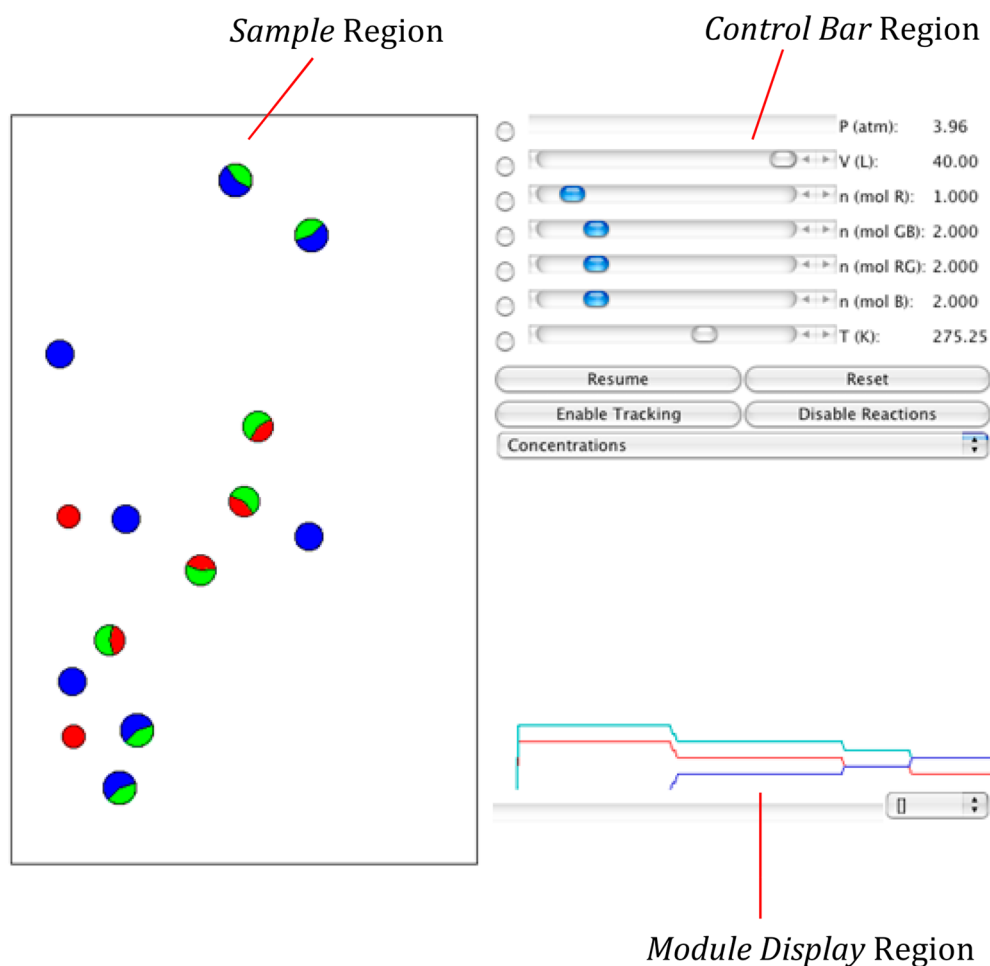 Sample Region
Control Bar Region
P (atm): 3.96
V (L): 40.00
n (mol R): 1.000
n (mol GB): 2.000
n (mol RG): 2.000
n (mol B): 2.000
T (K): 275.25
Resume Reset
Enable Tracking Disable Reactions
Concentrations
[]
Module Display Region